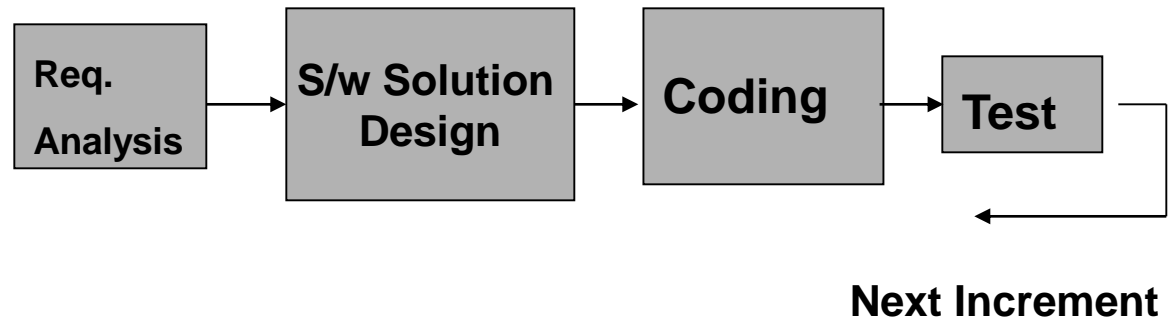 Req.
Analysis
S/w Solution
Design
Coding
Test
Next Increment